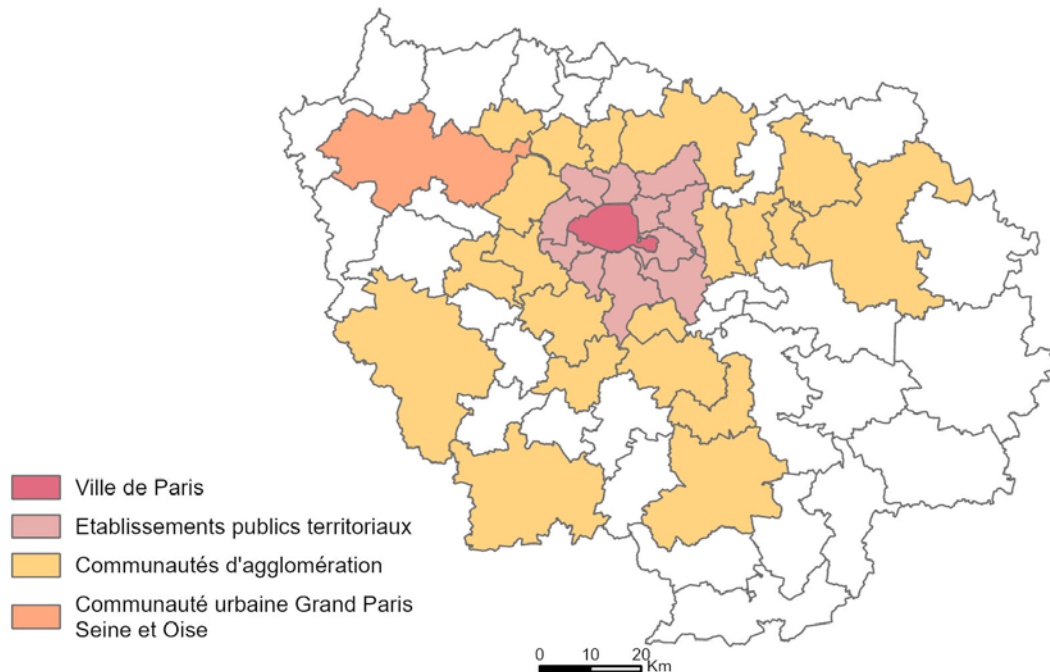 Ville de Paris
Etablissements publics territoriaux
Communautés d'agglomération
Communauté urbaine Grand Paris
Seine et Oise
0 10 20
Km